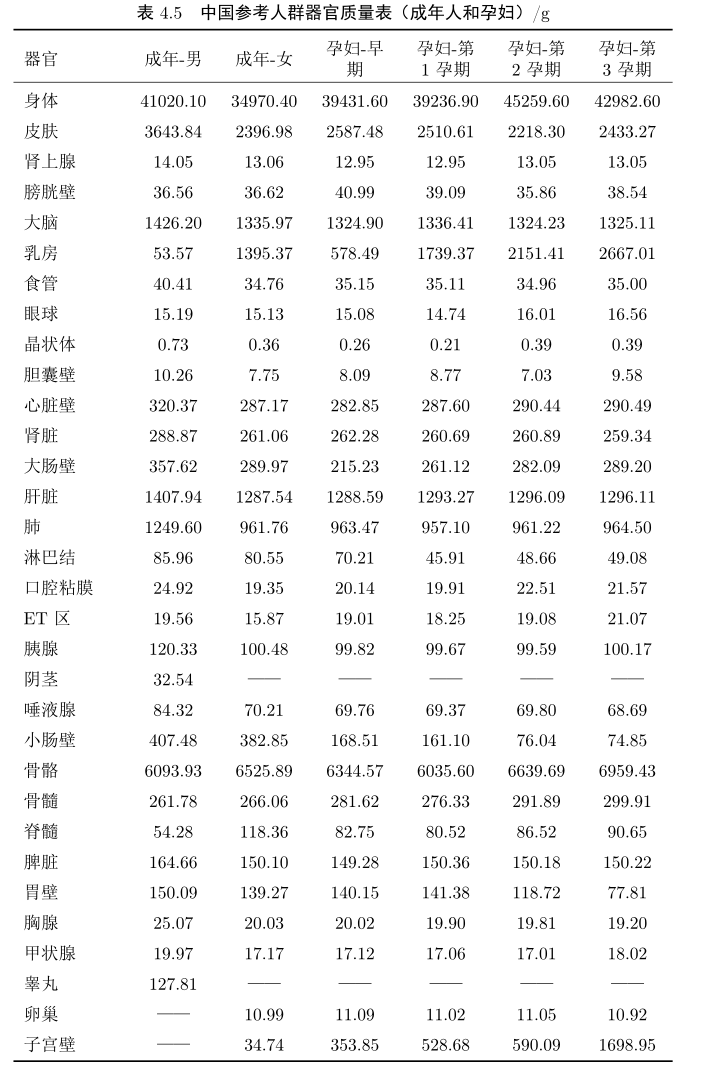 表 4.5 中国参考人群器官质量表（成年人和孕妇）/g
器官 成年-男 成年-女 孕妇-早期 孕妇-第1 孕期 孕妇-第2 孕期 孕妇-第3 孕期
身体 41020.10 34970.40 39431.60 39236.90 45259.60 42982.60
皮肤 3643.84 2396.98 2587.48 2510.61 2218.30 2433.27
肾上腺 14.05 13.06 12.95 12.95 13.05 13.05
膀胱壁 36.56 36.62 40.99 39.09 35.86 38.54
大脑 1426.20 1335.97 1324.90 1336.41 1324.23 1325.11
乳房 53.57 1395.37 578.49 1739.37 2151.41 2667.01
食管 40.41 34.76 35.15 35.11 34.96 35.00
眼球 15.19 15.13 15.08 14.74 16.01 16.56
晶状体 0.73 0.36 0.26 0.21 0.39 0.39
胆囊壁 10.26 7.75 8.09 8.77 7.03 9.58
心脏壁 320.37 287.17 282.85 287.60 290.44 290.49
肾脏 288.87 261.06 262.28 260.69 260.89 259.34
大肠壁 357.62 289.97 215.23 261.12 282.09 289.20
肝脏 1407.94 1287.54 1288.59 1293.27 1296.09 1296.11
肺 1249.60 961.76 963.47 957.10 961.22 964.50
淋巴结 85.96 80.55 70.21 45.91 48.66 49.08
口腔粘膜 24.92 19.35 20.14 19.91 22.51 21.57
ET 区 19.56 15.87 19.01 18.25 19.08 21.07
胰腺 120.33 100.48 99.82 99.67 99.59 100.17
阴茎 32.54 —— —— —— —— ——
唾液腺 84.32 70.21 69.76 69.37 69.80 68.69
小肠壁 407.48 382.85 168.51 161.10 76.04 74.85
骨骼 6093.93 6525.89 6344.57 6035.60 6639.69 6959.43
骨髓 261.78 266.06 281.62 276.33 291.89 299.91
脊髓 54.28 118.36 82.75 80.52 86.52 90.65
脾脏 164.66 150.10 149.28 150.36 150.18 150.22
胃壁 150.09 139.27 140.15 141.38 118.72 77.81
胸腺 25.07 20.03 20.02 19.90 19.81 19.20
甲状腺 19.97 17.17 17.12 17.06 17.01 18.02
睾丸 127.81 —— —— —— —— ——
卵巢 —— 10.99 11.09 11.02 11.05 10.92
子宫壁 —— 34.74 353.85 528.68 590.09 1698.95